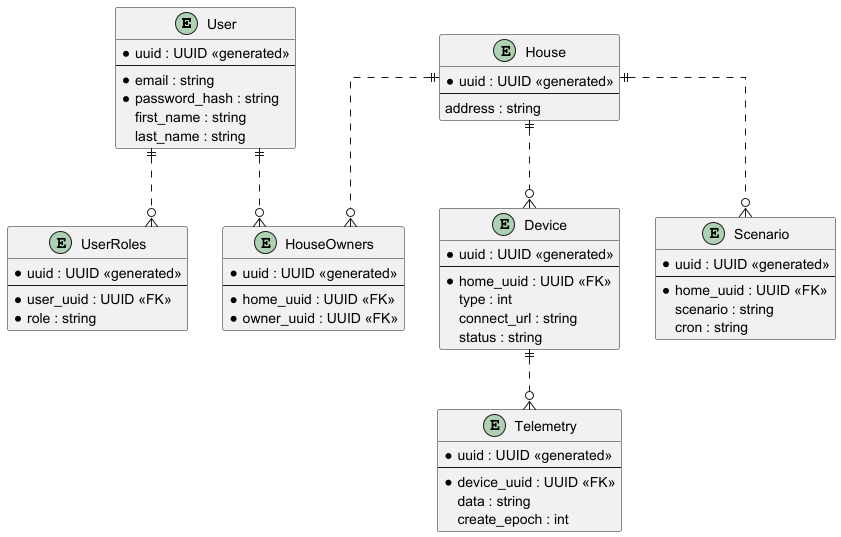 E User
* uuid : UUID «generated»
* email : string
* password_hash : string
first_name : string
last_name : string
E House
* uuid : UUID «generated»
address : string
E UserRoles
* uuid : UUID «generated»
* user_uuid : UUID «FK»
* role : string
E HouseOwners
* uuid : UUID «generated»
* home_uuid : UUID «FK»
* owner_uuid : UUID «FK»
E Device
* uuid : UUID «generated»
* home_uuid : UUID «FK»
type : int
connect_url : string
status : string
E Scenario
* uuid : UUID «generated»
* home_uuid : UUID «FK»
scenario : string
cron : string
E Telemetry
* uuid : UUID «generated»
* device_uuid : UUID «FK»
data : string
create_epoch : int